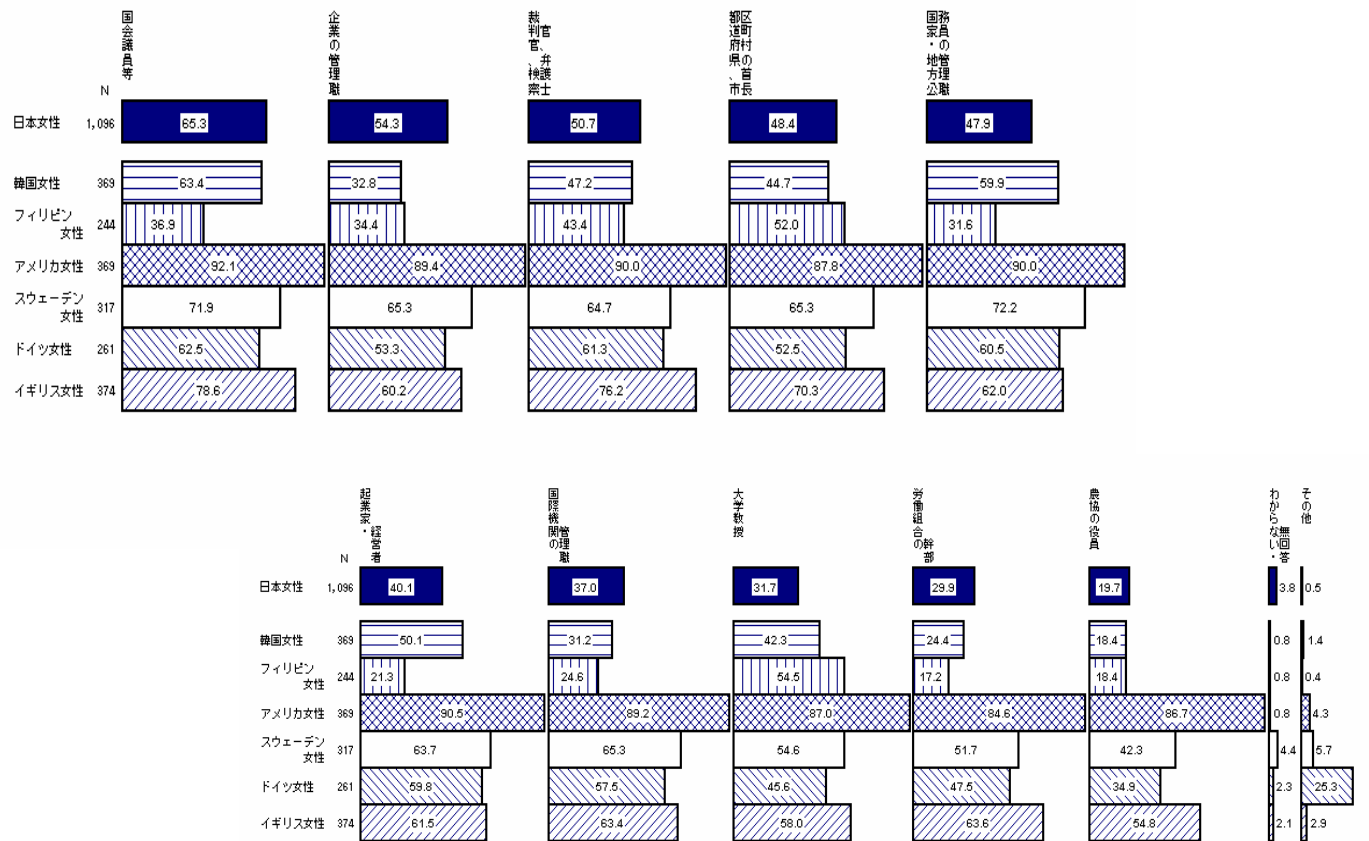 国会議員等
企業の管理職
裁判官、検察
官、弁護士
都道府県、市
区町村の首長
国家・地方公
務員の管理職
N
日本女性 1,096 65.3 54.3 50.7 48.4 47.9
韓国女性 369 63.4 32.8 47.2 44.7 59.9
フィリピン
女性 244 36.9 34.4 43.4 52.0 31.6
アメリカ女性 369 92.1 89.4 90.0 87.8 90.0
スウェーデン
女性 317 71.9 65.3 64.7 65.3 72.2
ドイツ女性 261 62.5 53.3 61.3 52.5 60.5
イギリス女性 374 78.6 60.2 76.2 70.3 62.0
起業家・
経営者
国際機関の
管理職
大学教授
労働組合の
幹部
農協の役員
わからない・
無回答
その他
N
日本女性 1,096 40.1 37.0 31.7 29.9 19.7 3.8 0.5
韓国女性 369 50.1 31.2 42.3 24.4 18.4 0.8 1.4
フィリピン
女性 244 21.3 24.6 54.5 17.2 18.4 0.8 0.4
アメリカ女性 369 90.5 89.2 87.0 84.6 86.7 0.8 4.3
スウェーデン
女性 317 63.7 65.3 54.6 51.7 42.3 4.4 5.7
ドイツ女性 261 59.8 57.5 45.6 47.5 34.9 2.3 25.3
イギリス女性 374 61.5 63.4 58.0 63.6 54.8 2.1 2.9